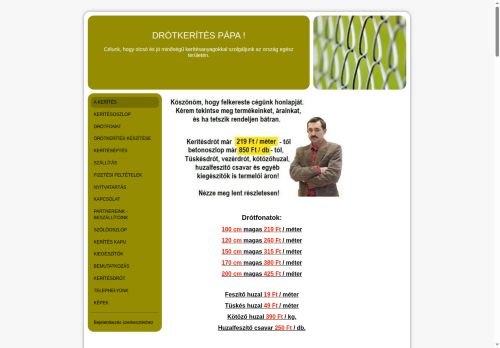 DRÓTKERÍTÉS PÁPA !
Célunk, hogy olcsó és jó minőségű kerítésanyagokkal szolgáljunk az ország egész
területén.
A KERÍTÉS
KERÍTÉSOSZLOP
DRÓTFONAT
DRÓTKERÍTÉS KÉSZÍTÉSE
KERÍTÉSÉPÍTÉS
SZÁLLÍTÁS
FIZETÉSI FELTÉTELEK
NYITVATARTÁS
KAPCSOLAT
PARTNEREINK -
BESZÁLLÍTÓINK
SZŐLŐOSZLOP
KERÍTÉS KAPU
KIEGÉSZÍTŐK
BEMUTATKOZÁS
KERÍTÉSDRÓT
TELEPHELYÜNK
KÉPEK
Bejelentkezés szerkesztéshez
Köszönöm, hogy felkereste cégünk honlapját.
Kérem tekintse meg termékeinket, árainkat,
és ha tetszik rendeljen bátran.
Kerítésdrót már 219 Ft / méter - től
betonoszlop már 850 Ft / db - tól,
Tüskésdrót, vezérdrót, kötözőhuzal,
huzalfeszítő csavar és egyéb
kiegészítők is termelői áron!
Nézze meg lent részletesen!
Drótfonatok:
100 cm magas 219 Ft / méter
120 cm magas 260 Ft / méter
150 cm magas 315 Ft / méter
170 cm magas 380 Ft / méter
200 cm magas 425 Ft / méter
Feszítő huzal 19 Ft / méter
Tüskés huzal 49 Ft / méter
Kötöző huzal 390 Ft / kg.
Huzalfeszítő csavar 250 Ft / db.